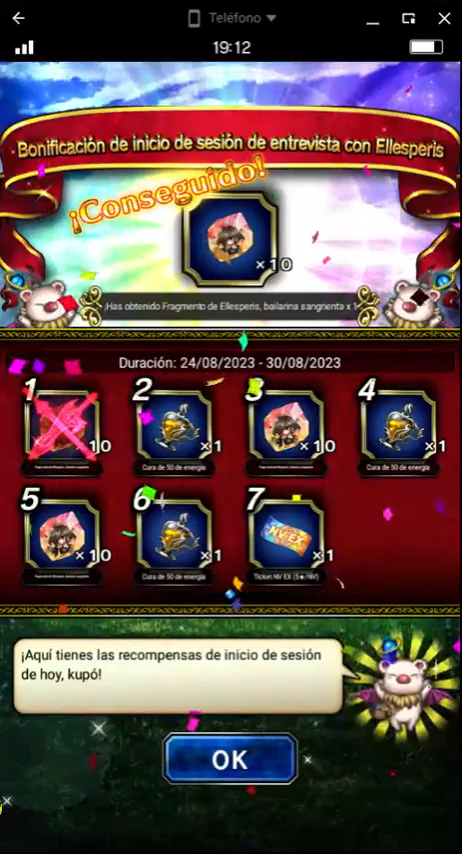 Teléfono
19:12
Bonificación de inicio de sesión de entrevista con Ellesperis
¡Conseguido!
×10
¡Has obtenido Fragmento de Ellesperis, bailarina sangrienta x 1
Duración: 24/08/2023 - 30/08/2023
1 2 3 4
10 ×1 ×10 ×1
Cura de 50 de energía Cura de 50 de energía
5 6 7
×10 ×1 ×1
Cura de 50 de energía Ticket NV EX (5★/NV)
¡Aquí tienes las recompensas de inicio de sesión
de hoy, kupó!
OK